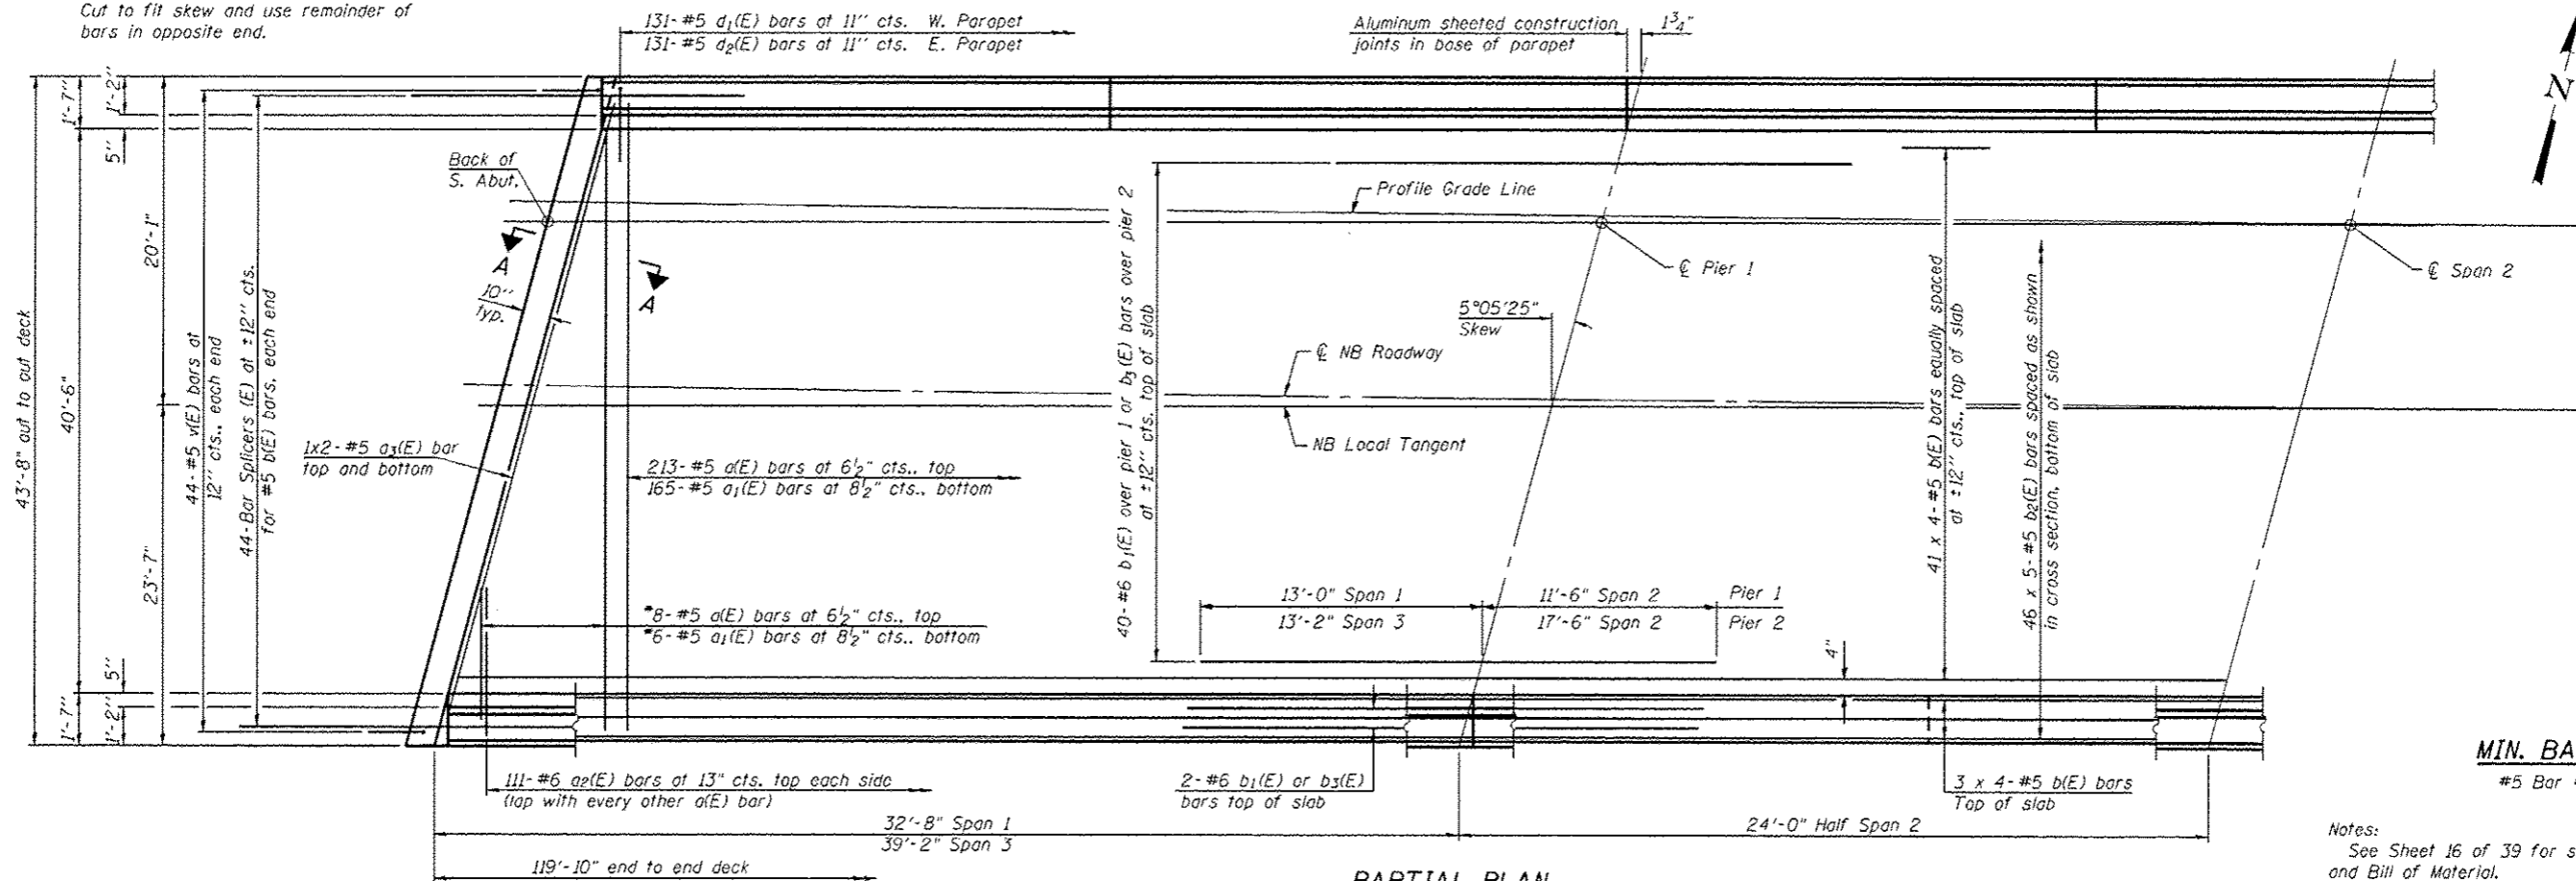 Cut to fit skew and use remainder of
bars in opposite end.
131-#5 d₁(E) bars at 11" cts. W. Parapet
131-#5 d₂(E) bars at 11" cts. E. Parapet
Aluminum sheeted construction
joints in base of parapet
1¾"
N
43'-8" out to out deck
1'-7"
40'-6"
1'-7"
1'-2"
5"
5"
1'-2"
20'-1"
23'-7"
44-#5 v(E) bars at
12" cts., each end
44-Bar Splicers (E) at ±12" cts.
for #5 b(E) bars, each end
Back of
S. Abut.
A
A
10"
typ.
Profile Grade Line
℄ Pier 1
℄ Span 2
5°05'25"
Skew
℄ NB Roadway
NB Local Tangent
1x2-#5 a₃(E) bar
top and bottom
213-#5 a(E) bars at 6½" cts., top
165-#5 a₁(E) bars at 8½" cts., bottom
*8-#5 a(E) bars at 6½" cts., top
*6-#5 a₁(E) bars at 8½" cts., bottom
40-#6 b₁(E) over pier 1 or b₃(E) bars over pier 2
at ±12" cts. top of slab
41 x 4-#5 b(E) bars equally spaced
at ±12" cts., top of slab
46 x 5-#5 b₂(E) bars spaced as shown
in cross section, bottom of slab
13'-0" Span 1
11'-6" Span 2
Pier 1
13'-2" Span 3
17'-6" Span 2
Pier 2
4"
111-#6 a₂(E) bars at 13" cts. top each side
(lap with every other a(E) bar)
2-#6 b₁(E) or b₃(E)
bars top of slab
3 x 4-#5 b(E) bars
Top of slab
MIN. BA
#5 Bar
32'-8" Span 1
39'-2" Span 3
24'-0" Half Span 2
119'-10" end to end deck
PARTIAL PLAN
Notes:
See Sheet 16 of 39 for s
and Bill of Material.